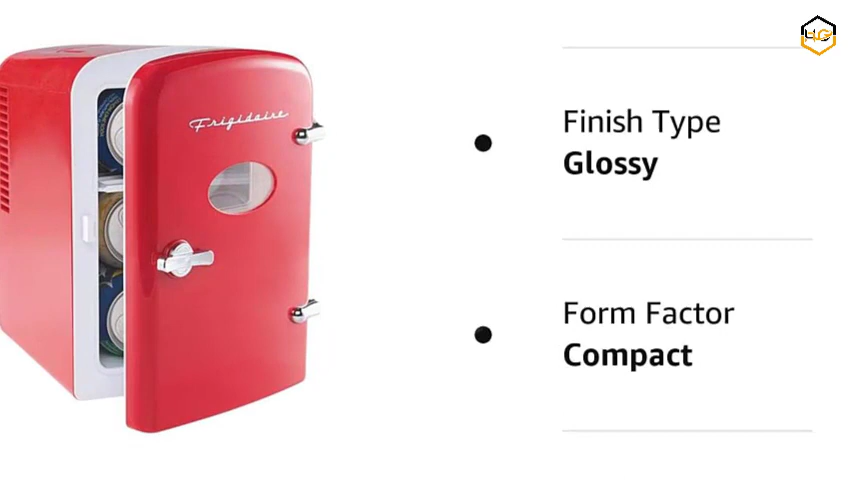 Frigidaire
Finish Type
Glossy
Form Factor
Compact